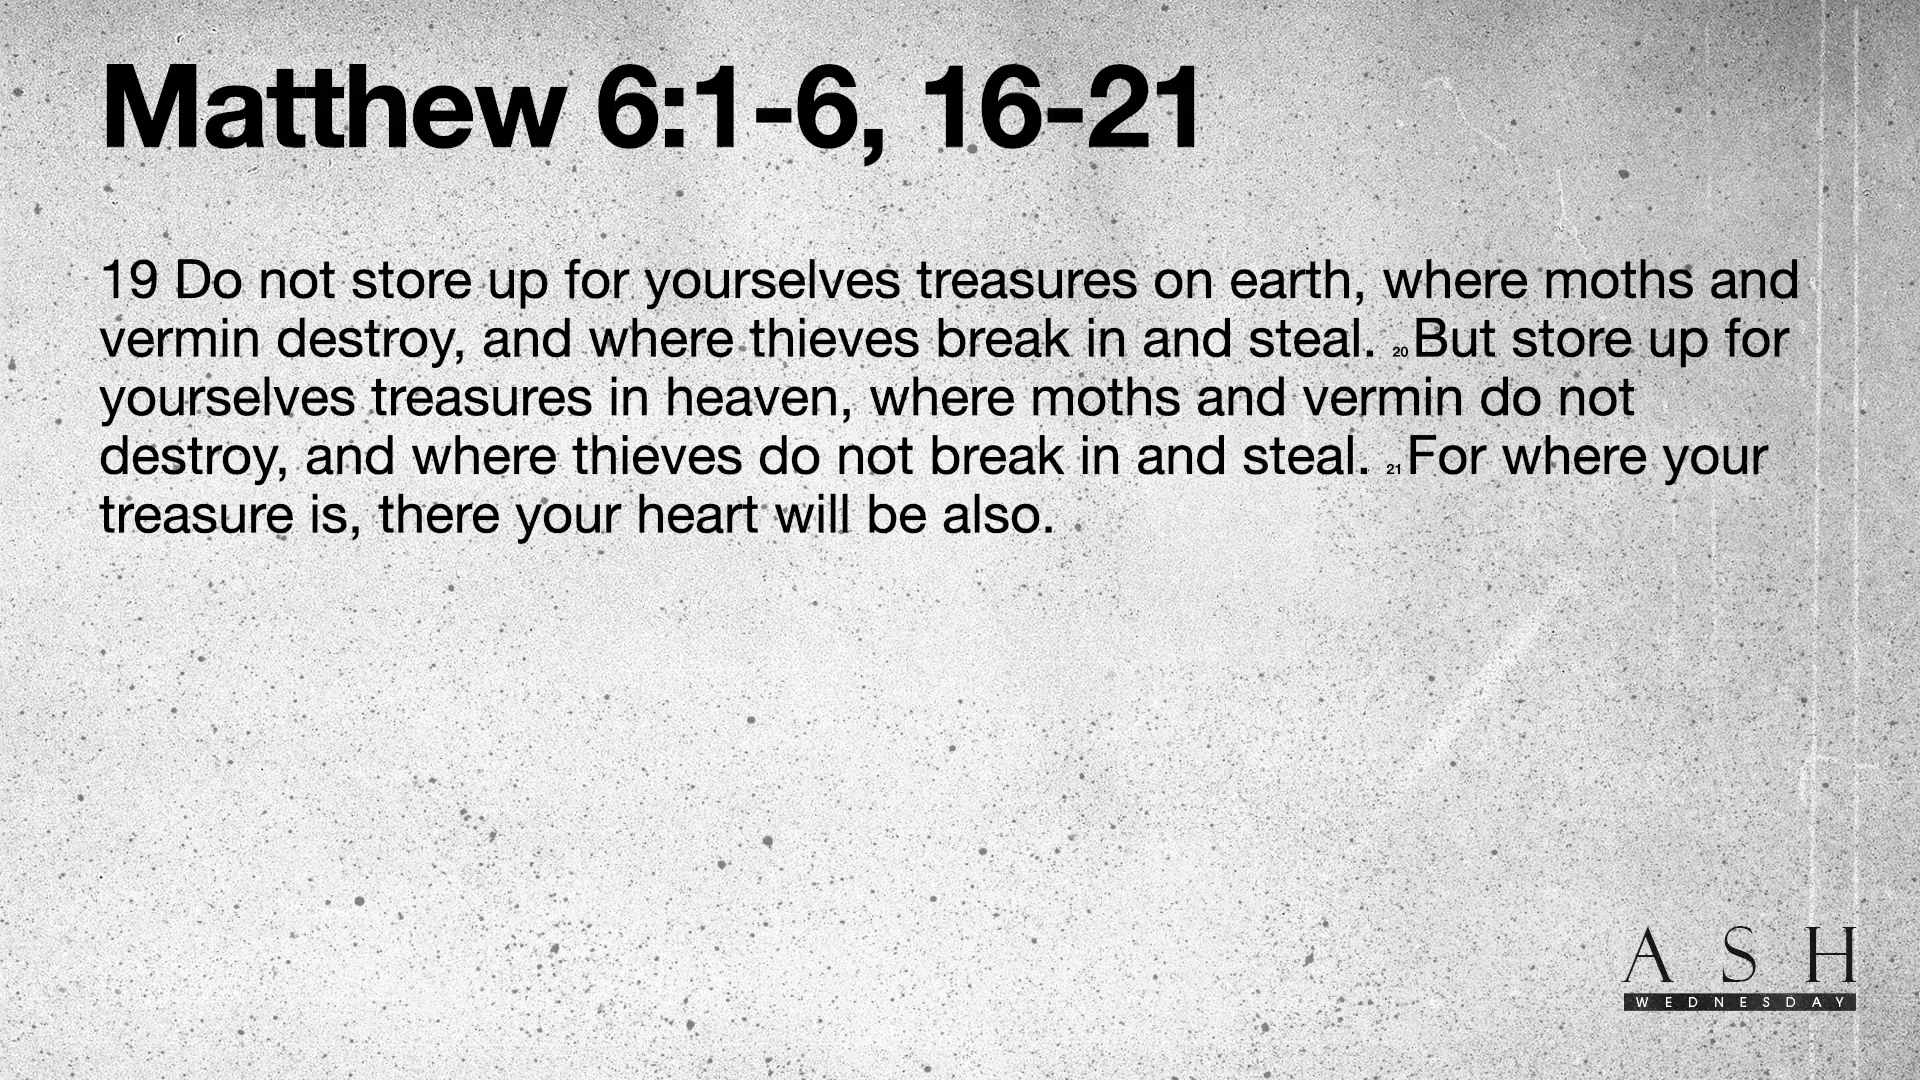 Matthew 6:1-6, 16-21
19 Do not store up for yourselves treasures on earth, where moths and
vermin destroy, and where thieves break in and steal. 20 But store up for
yourselves treasures in heaven, where moths and vermin do not
destroy, and where thieves do not break in and steal. 21 For where your
treasure is, there your heart will be also.
ASH
WEDNESDAY